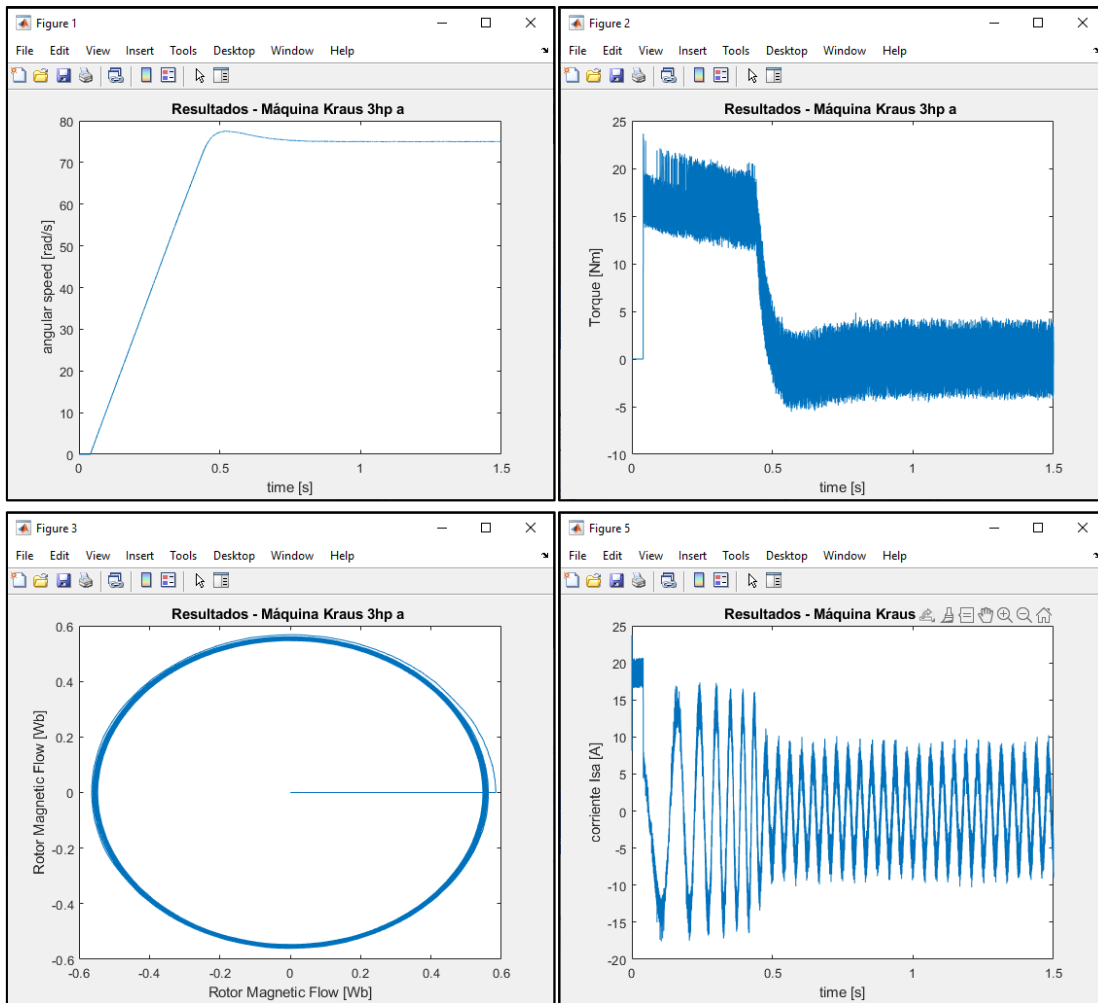 Figure 1
File Edit View Insert Tools Desktop Window Help
Resultados - Máquina Kraus 3hp a
80
70
60
50
40
30
20
10
0
angular speed [rad/s]
0 0.5 1 1.5
time [s]
Figure 2
File Edit View Insert Tools Desktop Window Help
Resultados - Máquina Kraus 3hp a
25
20
15
10
5
0
-5
-10
Torque [Nm]
0 0.5 1 1.5
time [s]
Figure 3
File Edit View Insert Tools Desktop Window Help
Resultados - Máquina Kraus 3hp a
0.6
0.4
0.2
0
-0.2
-0.4
-0.6
Rotor Magnetic Flow [Wb]
-0.6 -0.4 -0.2 0 0.2 0.4 0.6
Rotor Magnetic Flow [Wb]
Figure 5
File Edit View Insert Tools Desktop Window Help
Resultados - Máquina Kraus
25
20
15
10
5
0
-5
-10
-15
-20
corriente Isa [A]
0 0.5 1 1.5
time [s]